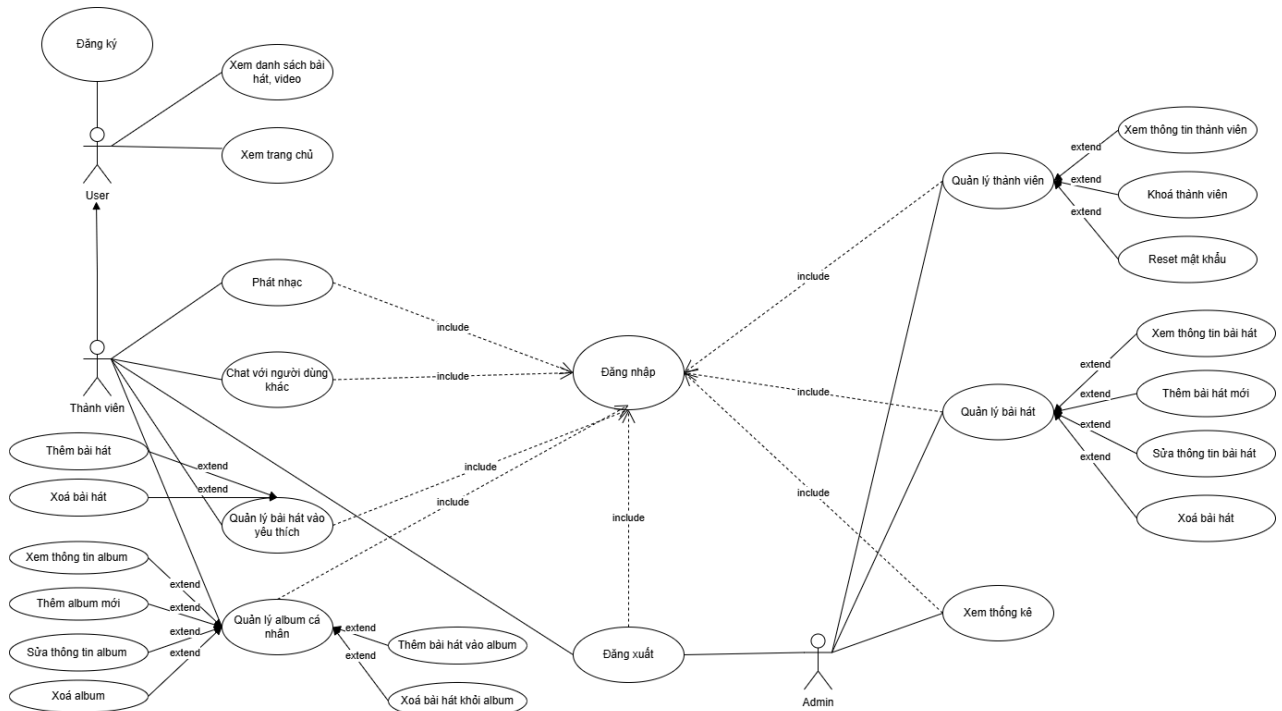 Đăng ký
Xem danh sách bài
hát, video
Xem trang chủ
User
Phát nhạc
Chat với người dùng
khác
Thành viên
include
include
Đăng nhập
Thêm bài hát
Xoá bài hát
extend
extend
Quản lý bài hát vào
yêu thích
include
include
include
Xem thông tin album
Thêm album mới
Sửa thông tin album
Xoá album
extend
extend
extend
extend
Quản lý album cá
nhân
extend
extend
Thêm bài hát vào album
Xoá bài hát khỏi album
Đăng xuất
Admin
Quản lý thành viên
include
extend
extend
extend
Xem thông tin thành viên
Khoá thành viên
Reset mật khẩu
Quản lý bài hát
include
extend
extend
extend
extend
Xem thông tin bài hát
Thêm bài hát mới
Sửa thông tin bài hát
Xoá bài hát
include
Xem thống kê